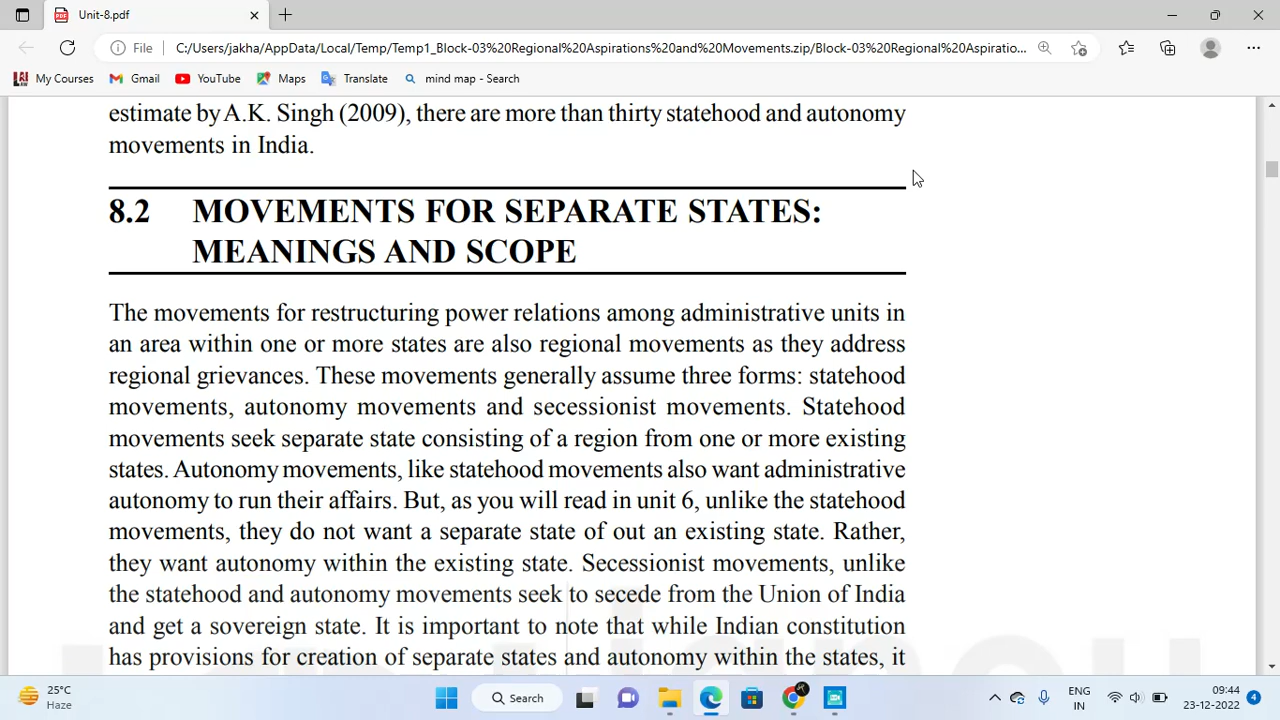 Unit-8.pdf
File
C:/Users/jakha/AppData/Local/Temp/Temp1_Block-03%20Regional%20Aspirations%20and%20Movements.zip/Block-03%20Regional%20Aspiratio...
My Courses
Gmail
YouTube
Maps
Translate
mind map - Search
estimate by A.K. Singh (2009), there are more than thirty statehood and autonomy
movements in India.
8.2 MOVEMENTS FOR SEPARATE STATES:
MEANINGS AND SCOPE
The movements for restructuring power relations among administrative units in
an area within one or more states are also regional movements as they address
regional grievances. These movements generally assume three forms: statehood
movements, autonomy movements and secessionist movements. Statehood
movements seek separate state consisting of a region from one or more existing
states. Autonomy movements, like statehood movements also want administrative
autonomy to run their affairs. But, as you will read in unit 6, unlike the statehood
movements, they do not want a separate state of out an existing state. Rather,
they want autonomy within the existing state. Secessionist movements, unlike
the statehood and autonomy movements seek to secede from the Union of India
and get a sovereign state. It is important to note that while Indian constitution
has provisions for creation of separate states and autonomy within the states, it
25°C
Haze
Search
ENG
IN
09:44
23-12-2022
4